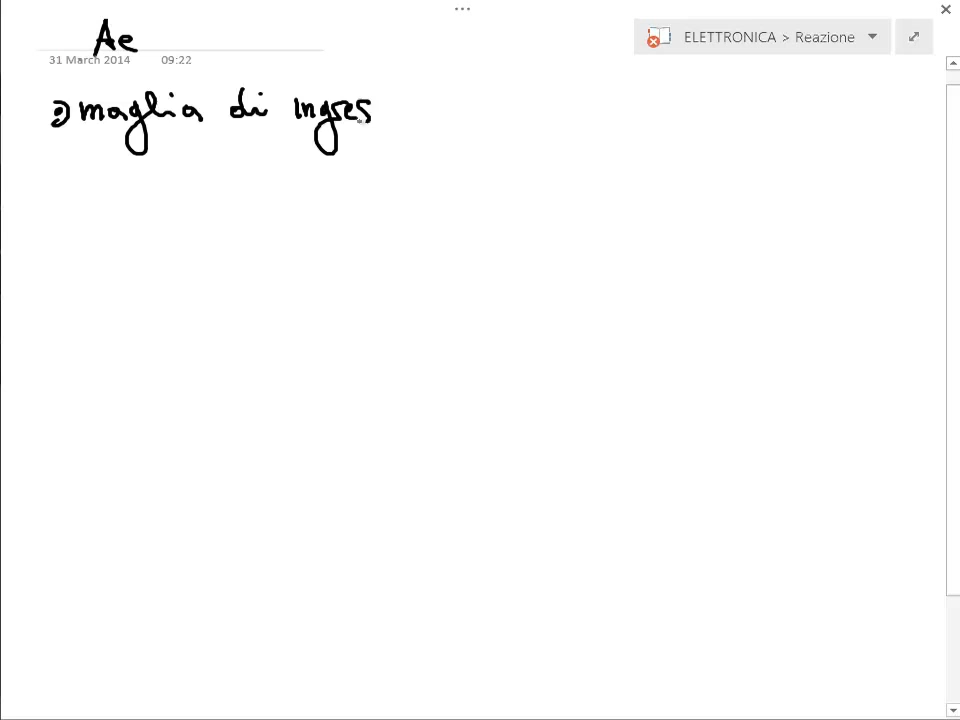 Ae
ELETTRONICA > Reazione
31 March 2014 09:22
a) maglia di ingres